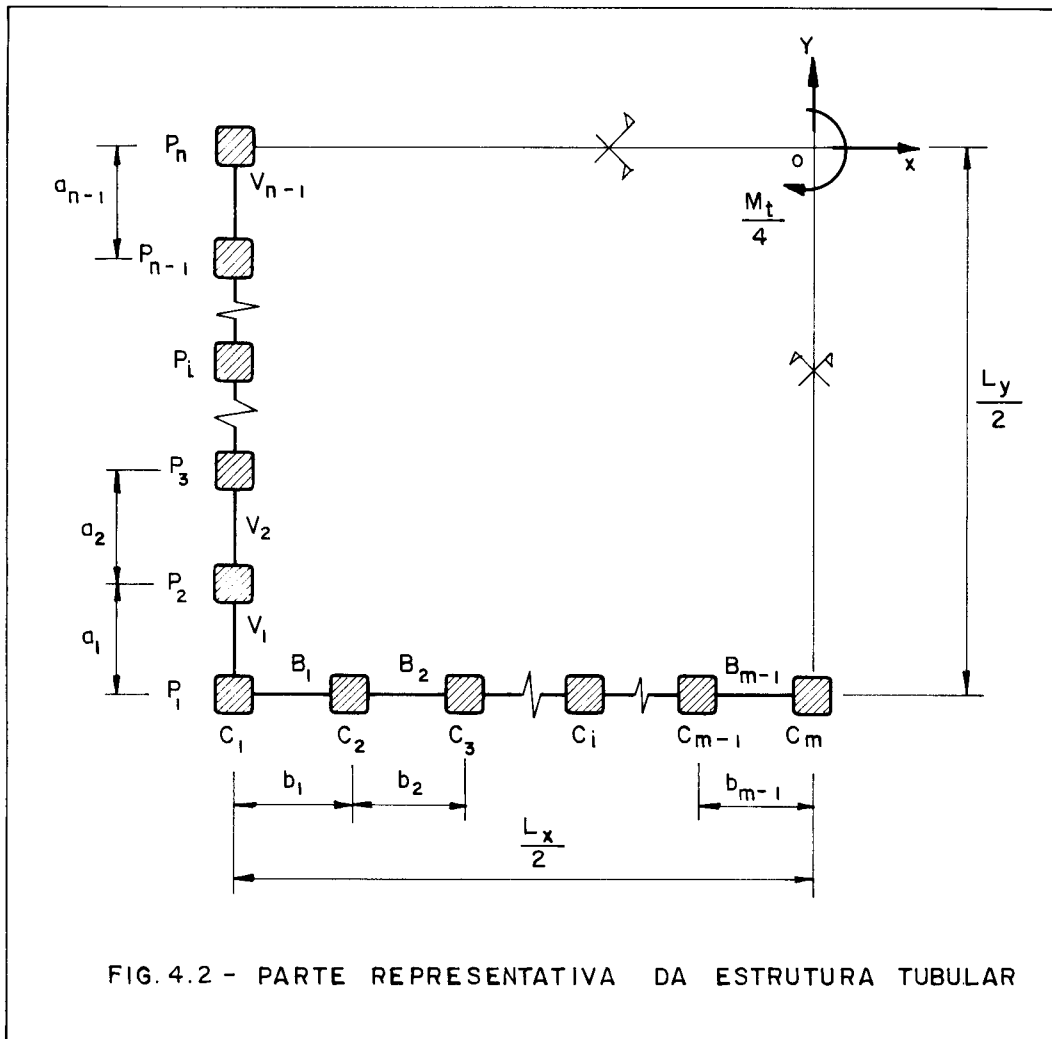 Y
P_n
O
x
a_{n-1}
V_{n-1}
M_t/4
P_{n-1}
P_i
L_y/2
P_3
a_2
V_2
P_2
a_1
V_1
B_1 B_2 B_{m-1}
P_1
C_1 C_2 C_3 C_i C_{m-1} C_m
b_1 b_2 b_{m-1}
L_x/2
FIG. 4.2 - PARTE REPRESENTATIVA DA ESTRUTURA TUBULAR